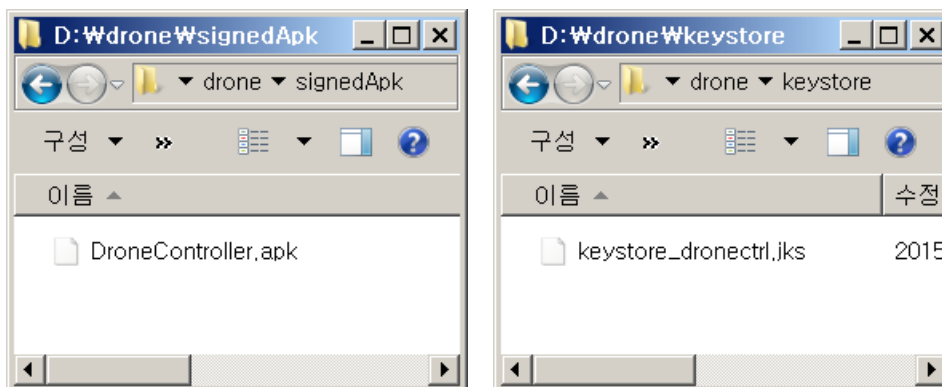 D:₩drone₩signedApk
drone signedApk
구성 »
이름
DroneController.apk
D:₩drone₩keystore
drone keystore
구성 »
이름 수정
keystore_dronectrl.jks 2015